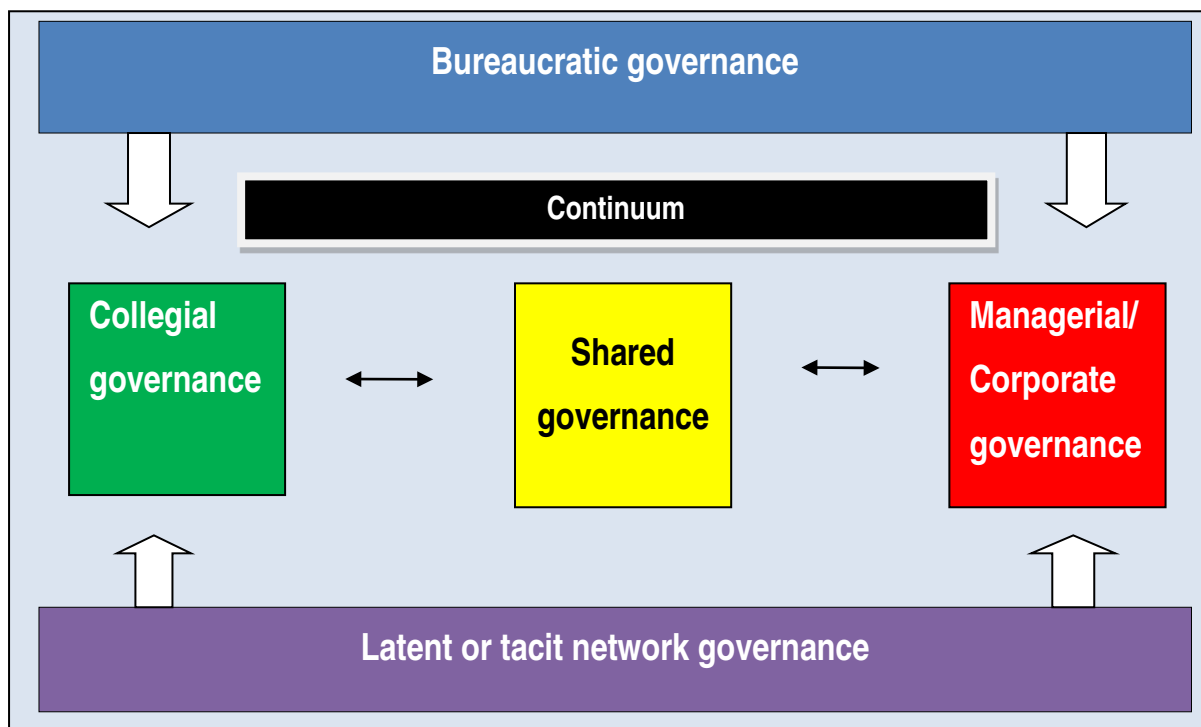 Bureaucratic governance
Continuum
Collegial
governance
Shared
governance
Managerial/
Corporate
governance
Latent or tacit network governance